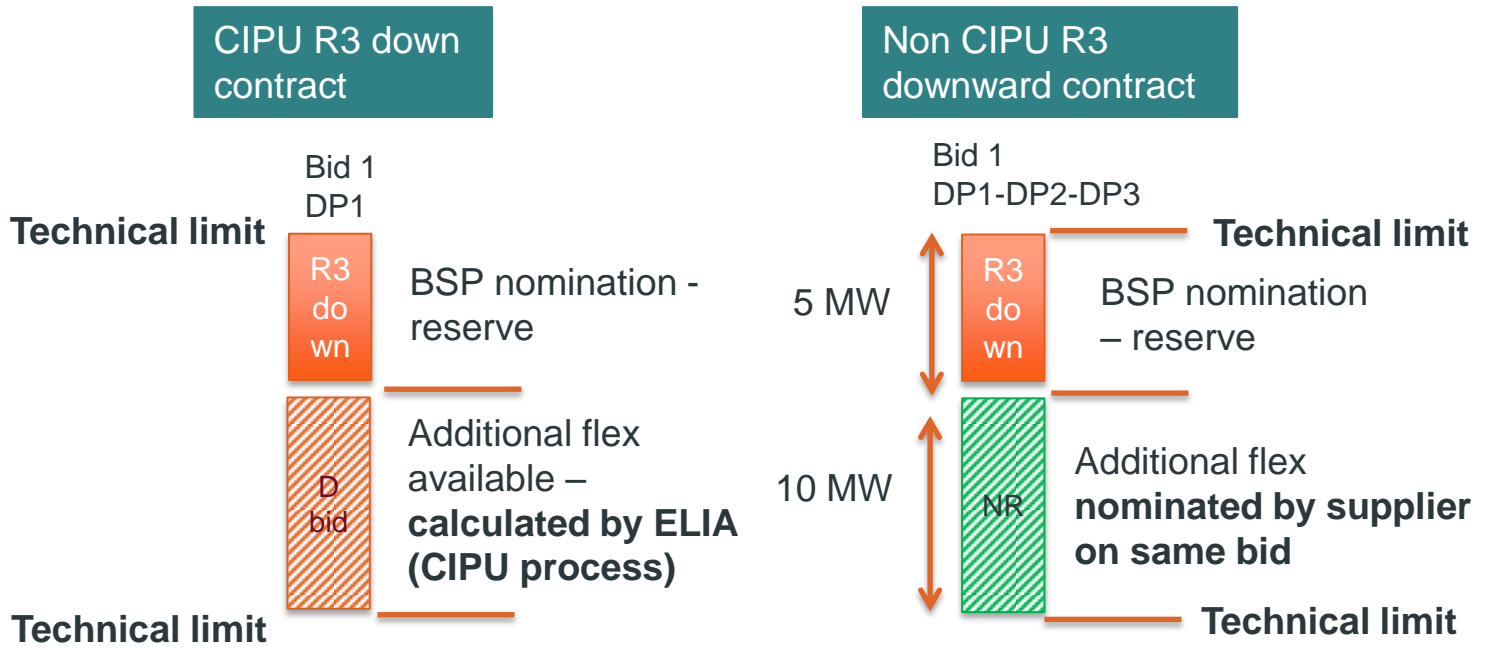 CIPU R3 down
contract
Bid 1
DP1
Technical limit
R3
do
wn
BSP nomination -
reserve
D
bid
Additional flex
available –
calculated by ELIA
(CIPU process)
Technical limit
Non CIPU R3
downward contract
Bid 1
DP1-DP2-DP3
Technical limit
5 MW
R3
do
wn
BSP nomination
– reserve
10 MW
NR
Additional flex
nominated by supplier
on same bid
Technical limit